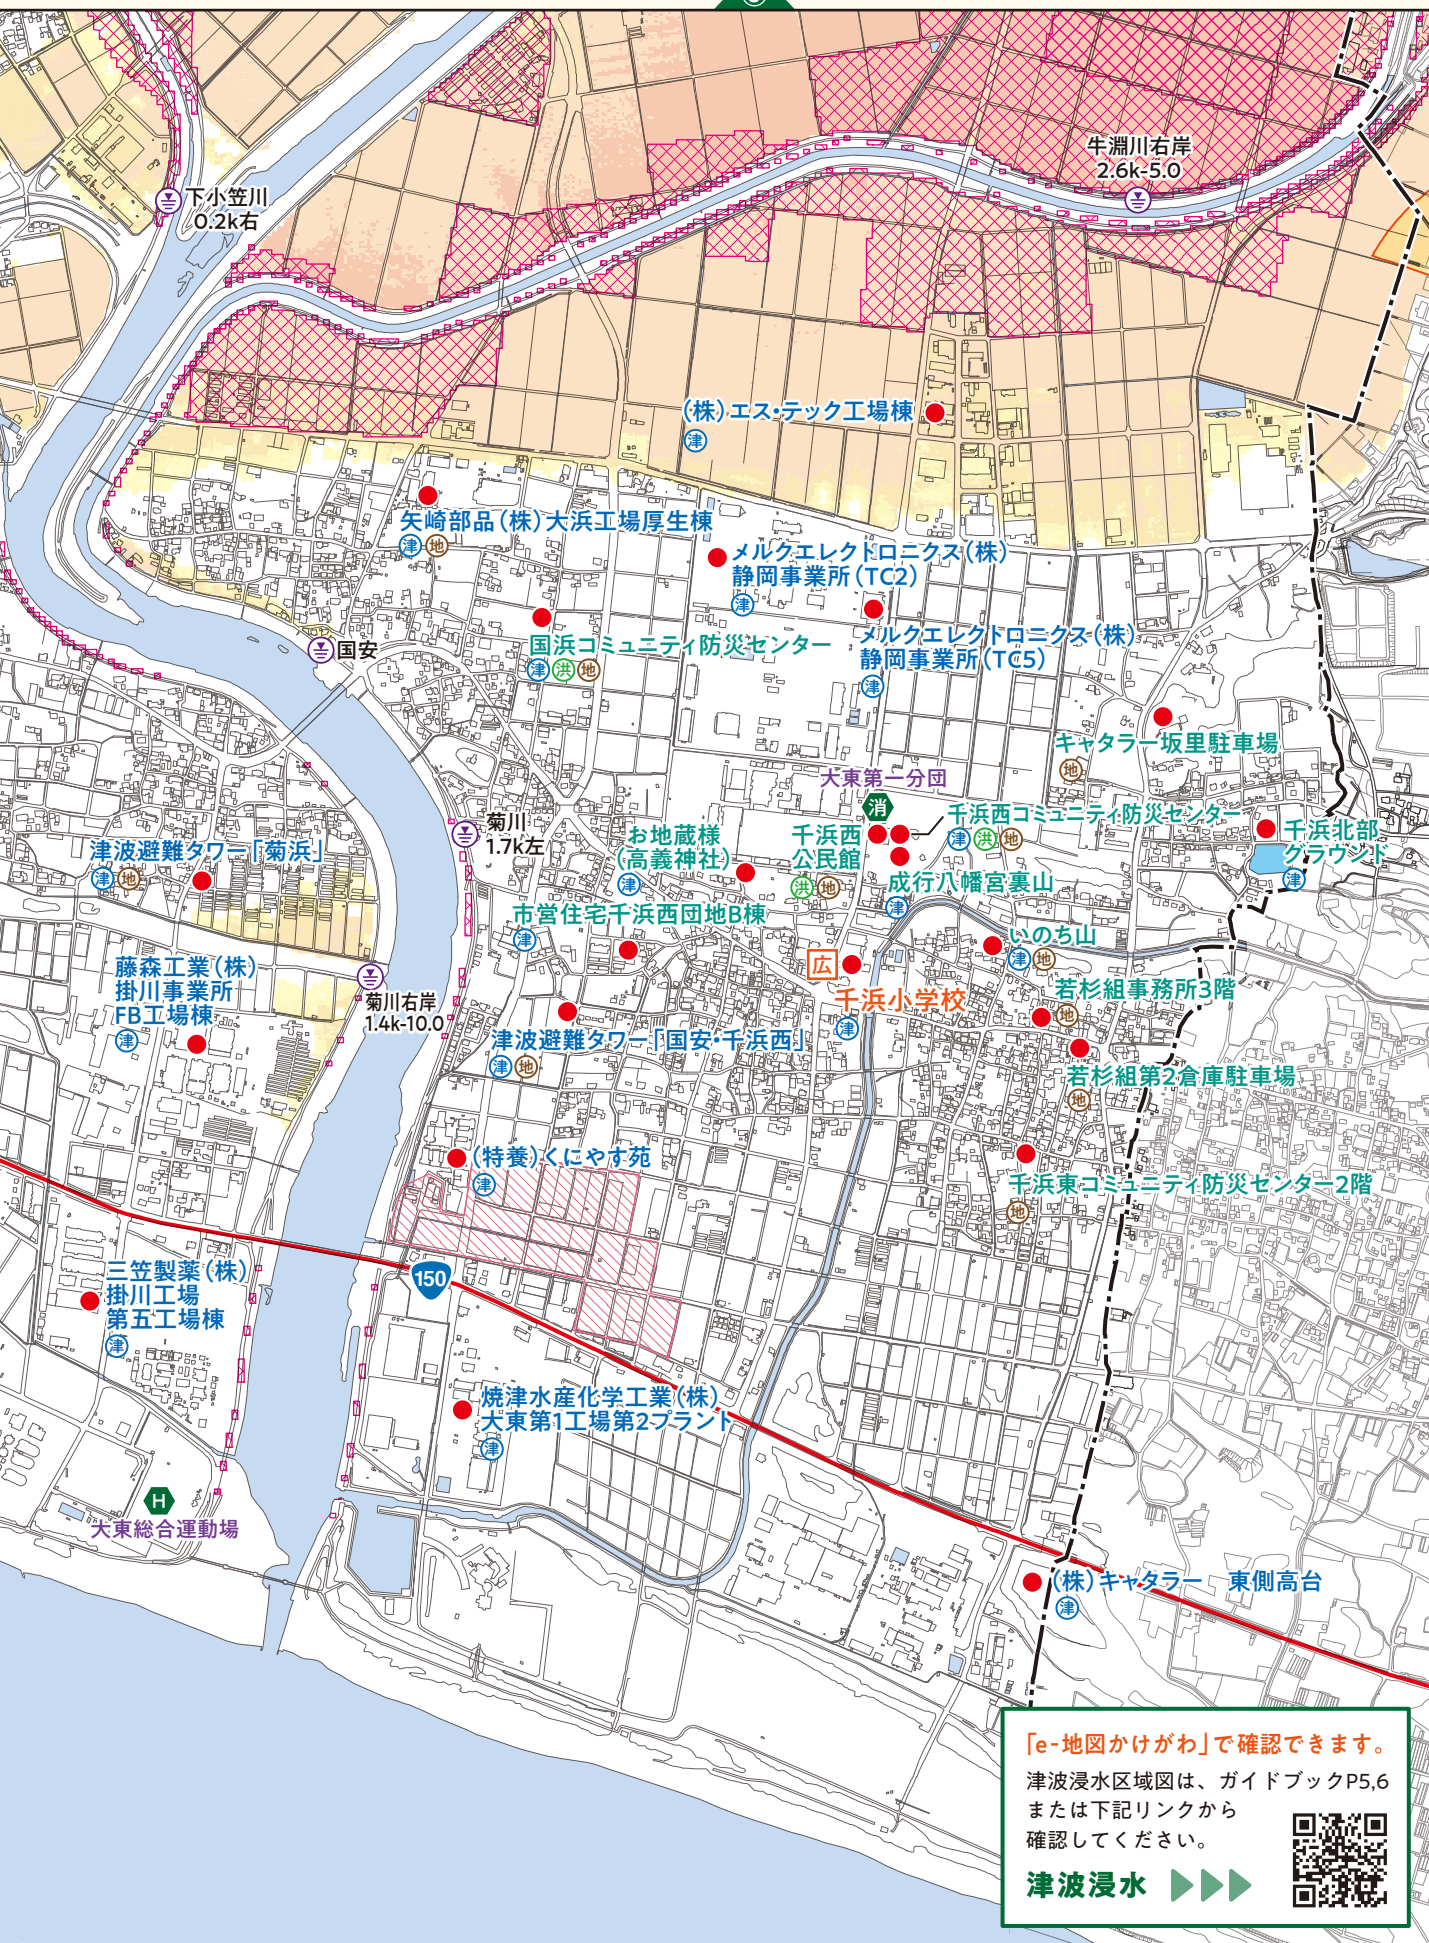 牛淵川右岸
2.6k-5.0
下小笠川
0.2k右
(株)エス・テック工場棟
津
矢崎部品(株)大浜工場厚生棟
津 地
メルクエレクトロニクス(株)
静岡事業所(TC2)
津
国浜コミュニティ防災センター
津 洪 地
メルクエレクトロニクス(株)
静岡事業所(TC5)
津
国安
キャタラー坂里駐車場
地
大東第一分団
消
千浜西コミュニティ防災センター
津 洪 地
菊川
1.7k左
お地蔵様
(高義神社)
津
千浜西
公民館
洪 地
千浜北部
グラウンド
津
津波避難タワー「菊浜」
津 地
成行八幡宮裏山
津
市営住宅千浜西団地B棟
津
いのち山
津 地
広
千浜小学校
津
藤森工業(株)
掛川事業所
FB工場棟
津
菊川右岸
1.4k-10.0
若杉組事務所3階
地
津波避難タワー「国安・千浜西」
津 地
若杉組第2倉庫駐車場
地
(特養)くにやす苑
津
千浜東コミュニティ防災センター2階
地
150
三笠製薬(株)
掛川工場
第五工場棟
津
焼津水産化学工業(株)
大東第1工場第2プラント
津
H
大東総合運動場
(株)キャタラー 東側高台
津
「e-地図かけがわ」で確認できます。
津波浸水区域図は、ガイドブックP5,6
または下記リンクから
確認してください。
津波浸水